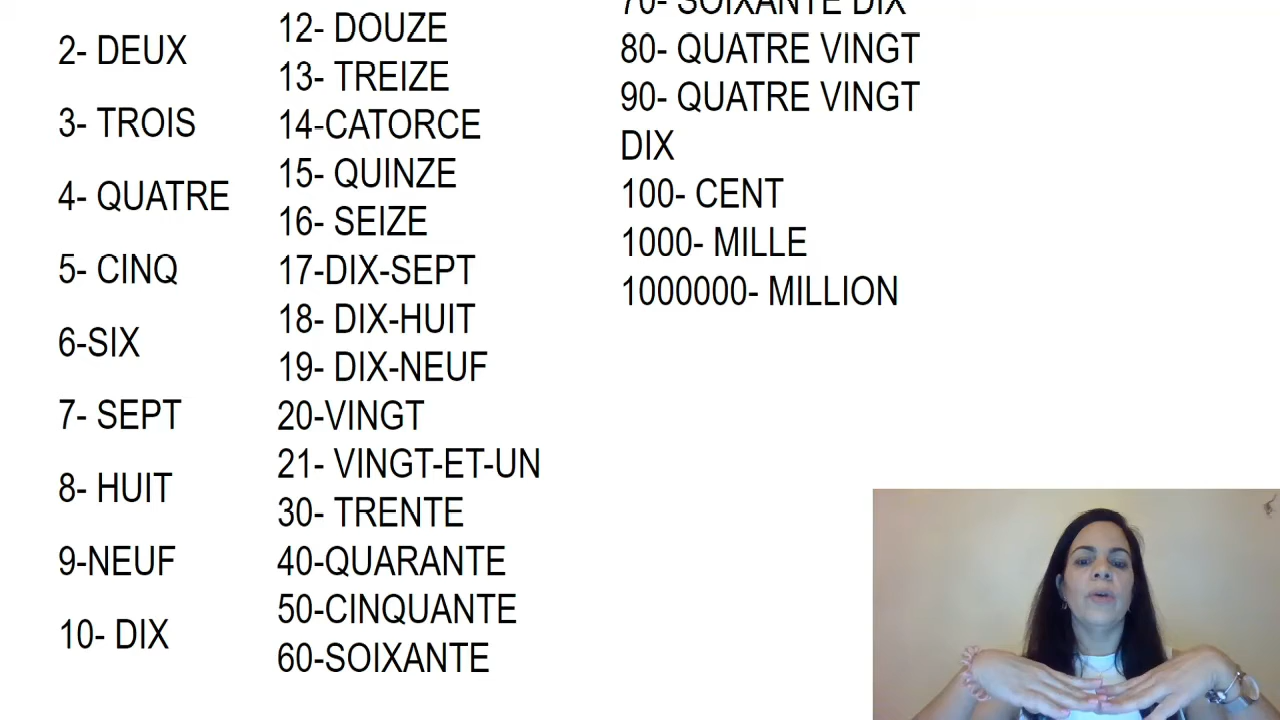 2- DEUX
3- TROIS
4- QUATRE
5- CINQ
6-SIX
7- SEPT
8- HUIT
9-NEUF
10- DIX
12- DOUZE
13- TREIZE
14-CATORCE
15- QUINZE
16- SEIZE
17-DIX-SEPT
18- DIX-HUIT
19- DIX-NEUF
20-VINGT
21- VINGT-ET-UN
30- TRENTE
40-QUARANTE
50-CINQUANTE
60-SOIXANTE
70- SOIXANTE DIX
80- QUATRE VINGT
90- QUATRE VINGT
DIX
100- CENT
1000- MILLE
1000000- MILLION